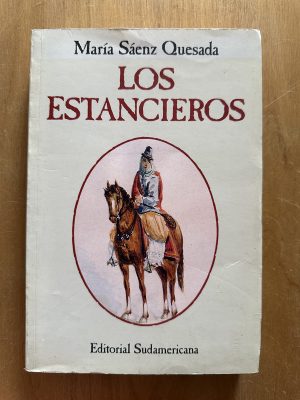 María Sáenz Quesada
LOS
ESTANCIEROS
Editorial Sudamericana